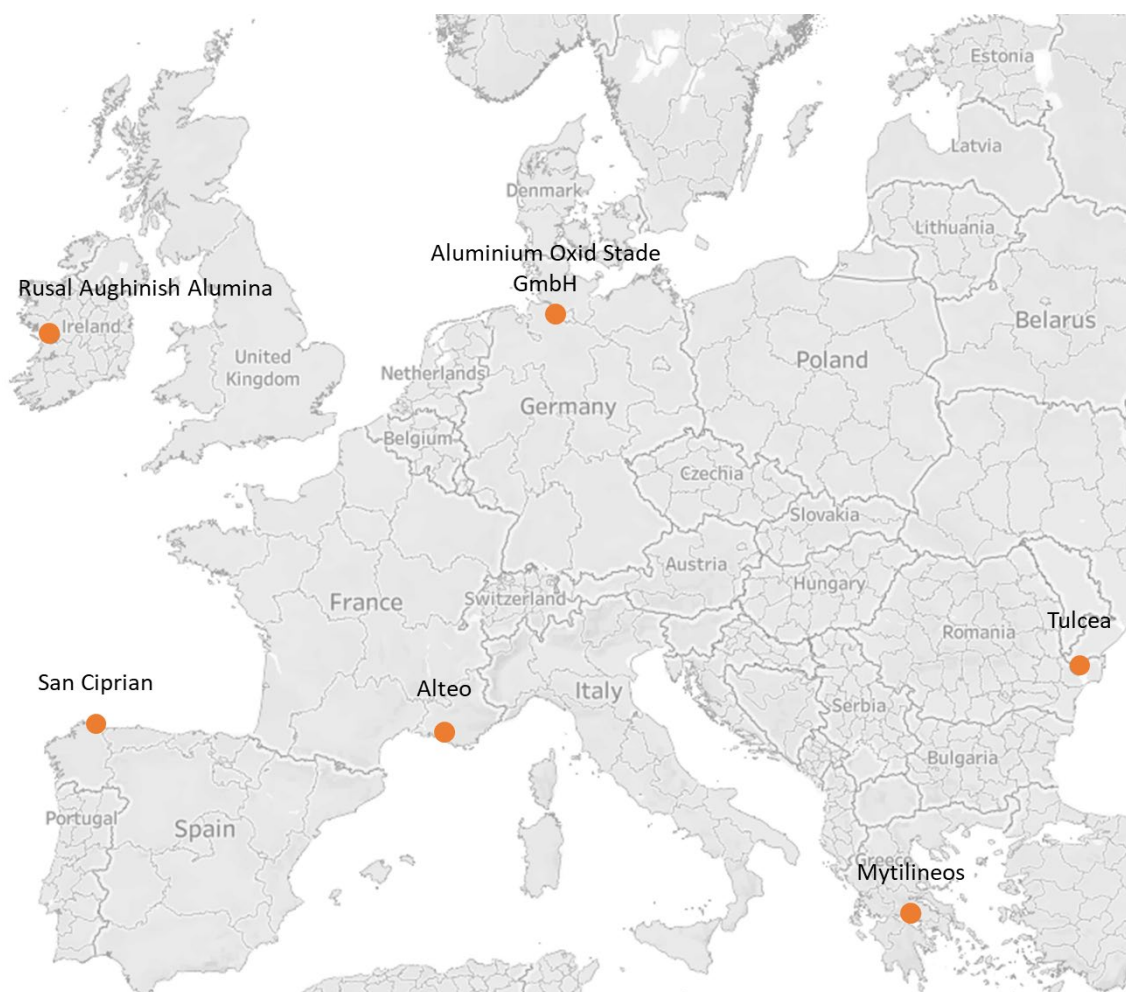 Estonia
Latvia
Denmark
Lithuania
Aluminium Oxid Stade
GmbH
Rusal Aughinish Alumina
Ireland
Belarus
United
Kingdom
Poland
Netherlands
Germany
Belgium
Czechia
Slovakia
Austria
Hungary
France
Switzerland
Tulcea
Romania
San Ciprian
Alteo
Italy
Serbia
Bulgaria
Portugal
Spain
Greece
Mytilineos